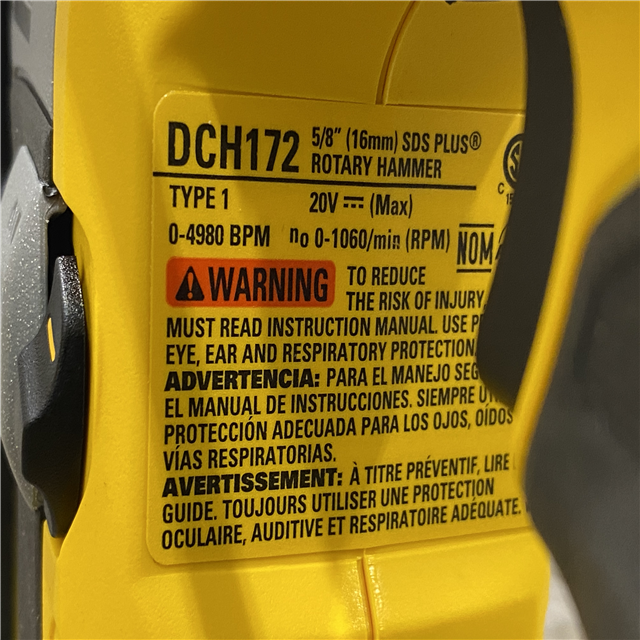 DCH172 5/8" (16mm) SDS PLUS®
ROTARY HAMMER
TYPE 1 20V ⎓ (Max)
0-4980 BPM no 0-1060/min (RPM) NOM
WARNING TO REDUCE
THE RISK OF INJURY
MUST READ INSTRUCTION MANUAL. USE
EYE, EAR AND RESPIRATORY PROTECTION.
ADVERTENCIA: PARA EL MANEJO
EL MANUAL DE INSTRUCCIONES. SIEMPRE
PROTECCIÓN ADECUADA PARA LOS OJOS, OÍDOS
VÍAS RESPIRATORIAS.
AVERTISSEMENT: À TITRE PRÉVENTIF, LIRE
GUIDE. TOUJOURS UTILISER UNE PROTECTION
OCULAIRE, AUDITIVE ET RESPIRATOIRE ADÉQUATE.